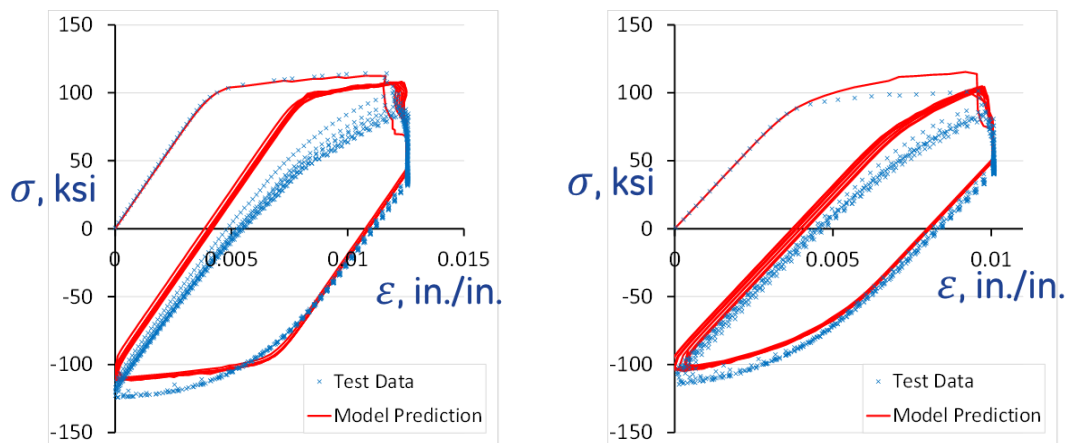 150
100
50
σ, ksi
0
0
0.005
0.01
0.015
ε, in./in.
-50
-100
-150
Test Data
Model Prediction
150
100
50
σ, ksi
0
0
0.005
0.01
ε, in./in.
-50
-100
-150
Test Data
Model Prediction